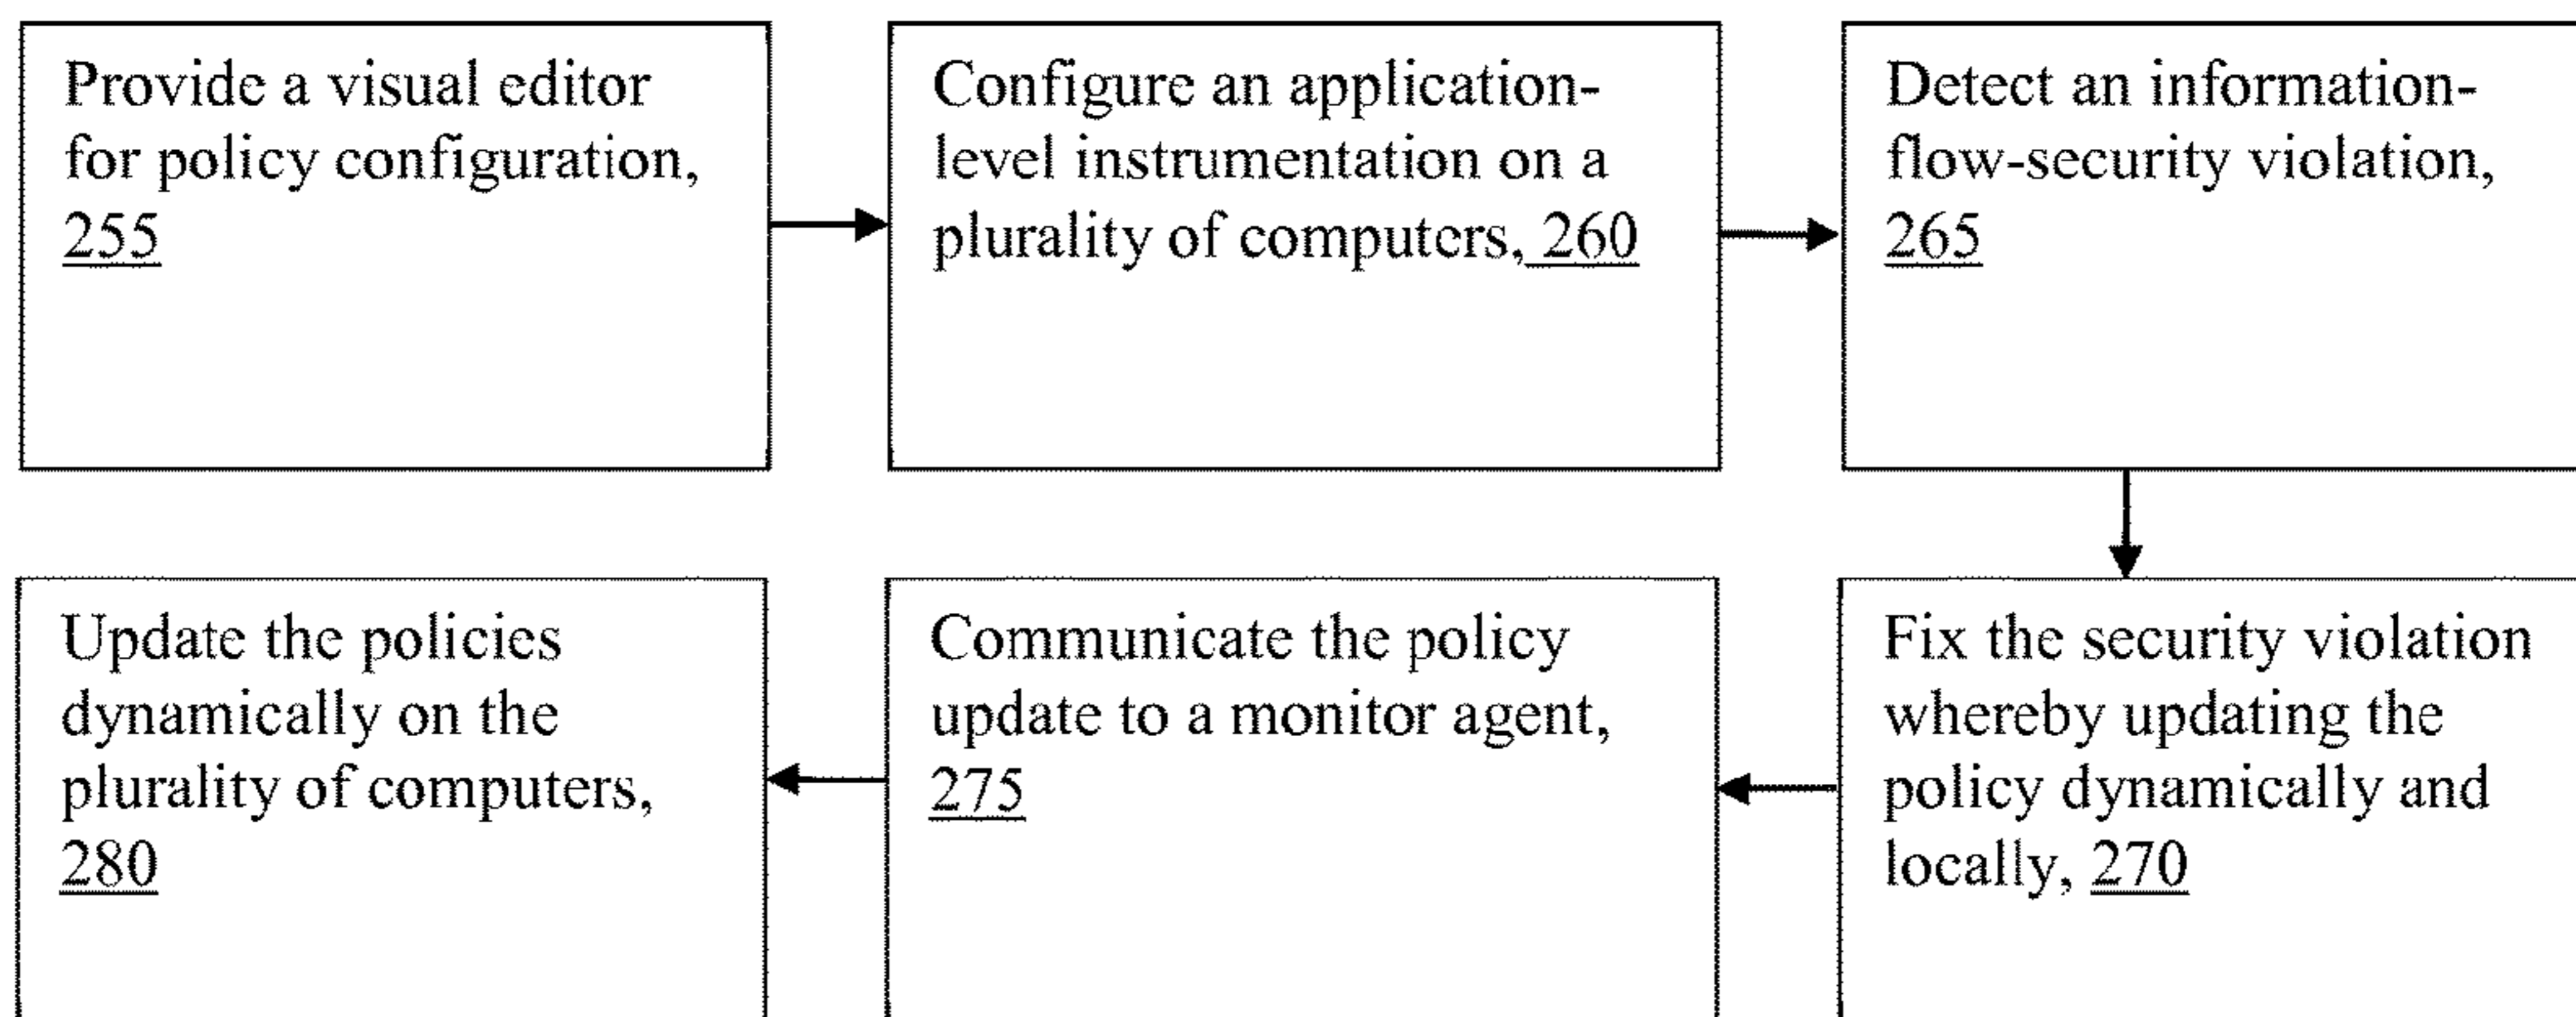 Provide a visual editor
for policy configuration,
255
Configure an application-
level instrumentation on a
plurality of computers, 260
Detect an information-
flow-security violation,
265
Fix the security violation
whereby updating the
policy dynamically and
locally, 270
Communicate the policy
update to a monitor agent,
275
Update the policies
dynamically on the
plurality of computers,
280